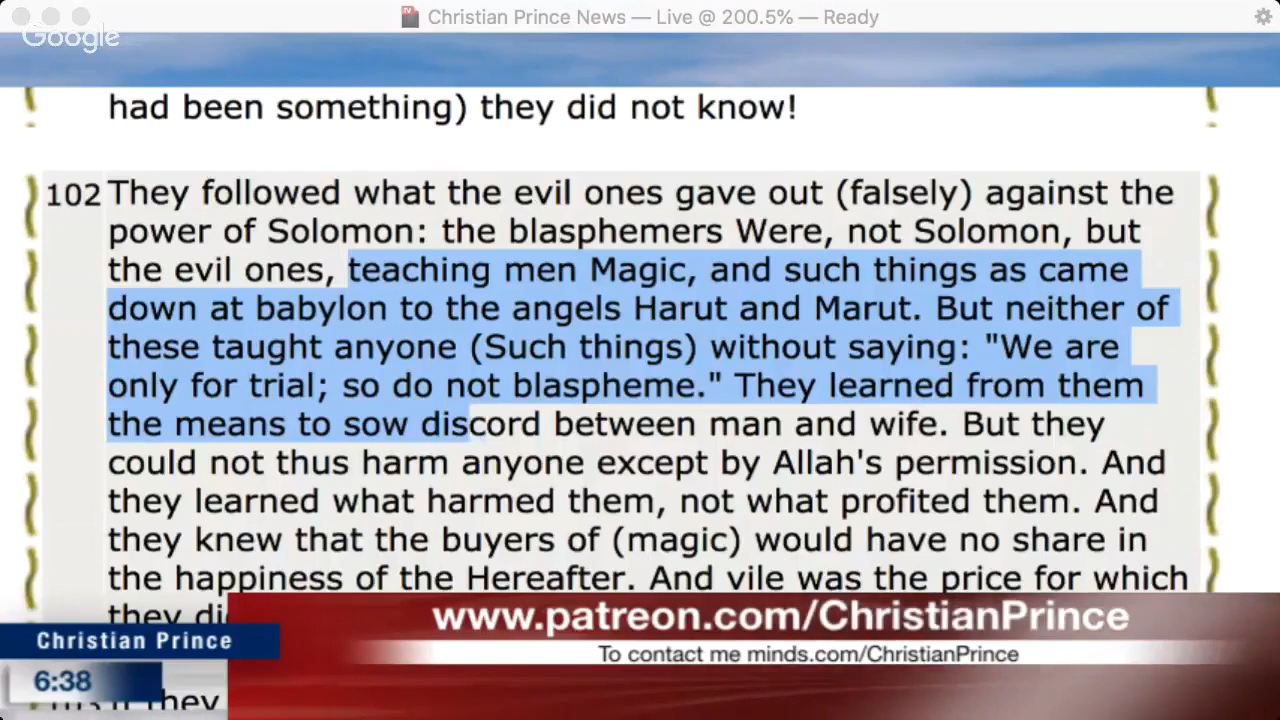 Christian Prince News — Live @ 200.5% — Ready
Google
had been something) they did not know!
102 They followed what the evil ones gave out (falsely) against the
power of Solomon: the blasphemers Were, not Solomon, but
the evil ones, teaching men Magic, and such things as came
down at babylon to the angels Harut and Marut. But neither of
these taught anyone (Such things) without saying: "We are
only for trial; so do not blaspheme." They learned from them
the means to sow discord between man and wife. But they
could not thus harm anyone except by Allah's permission. And
they learned what harmed them, not what profited them. And
they knew that the buyers of (magic) would have no share in
the happiness of the Hereafter. And vile was the price for which
they
www.patreon.com/ChristianPrince
Christian Prince
To contact me minds.com/ChristianPrince
6:38
They